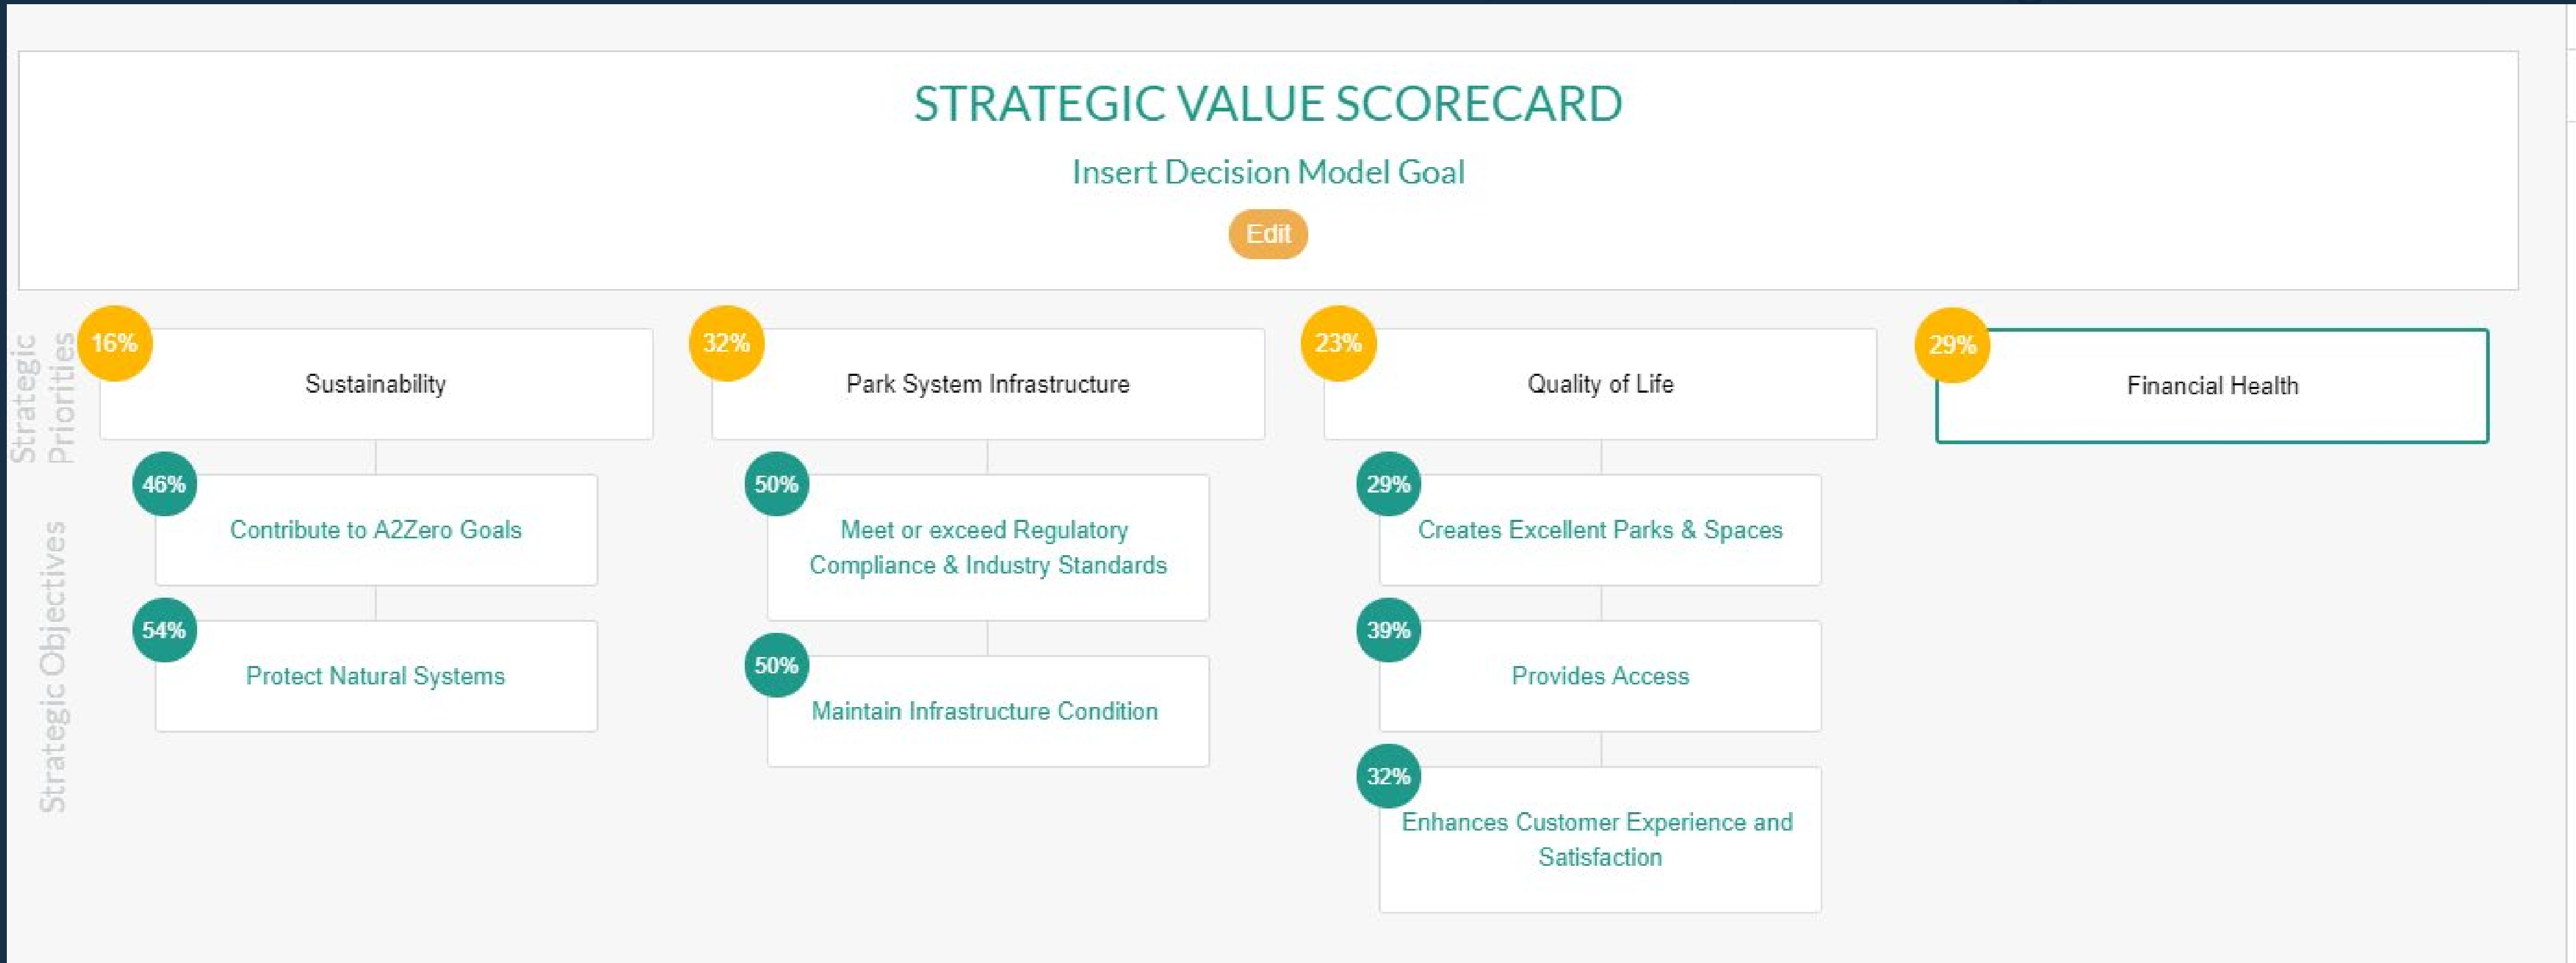 STRATEGIC VALUE SCORECARD
Insert Decision Model Goal
Edit
Strategic
Priorities
16%
Sustainability
32%
Park System Infrastructure
23%
Quality of Life
29%
Financial Health
Strategic Objectives
46%
Contribute to A2Zero Goals
54%
Protect Natural Systems
50%
Meet or exceed Regulatory
Compliance & Industry Standards
50%
Maintain Infrastructure Condition
29%
Creates Excellent Parks & Spaces
39%
Provides Access
32%
Enhances Customer Experience and
Satisfaction